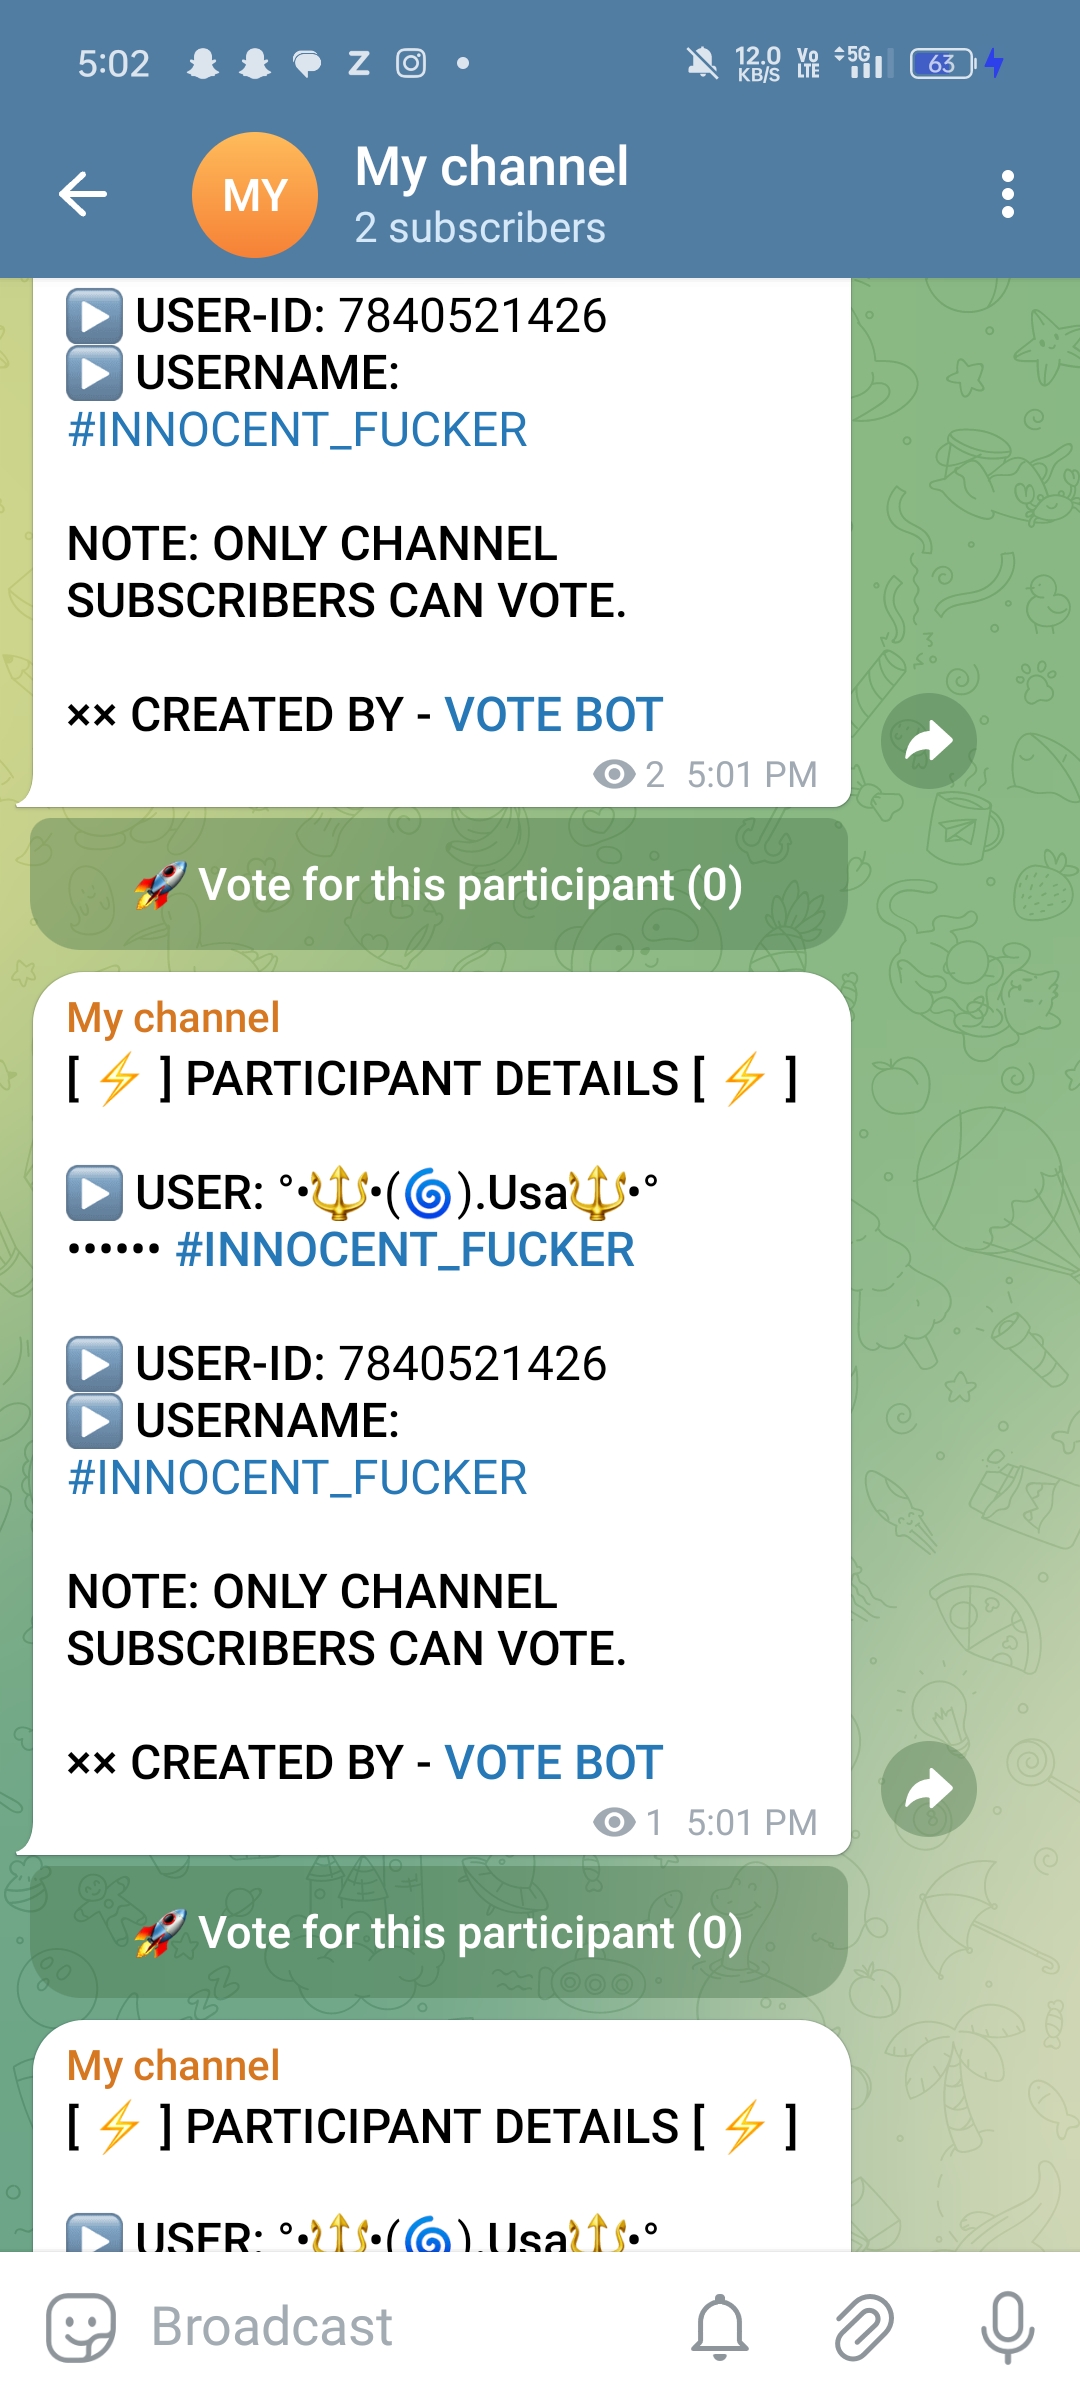 5:02 Z 12.0 KB/S Vo LTE 5G 63
MY
My channel
2 subscribers
▶️ USER-ID: 7840521426
▶️ USERNAME:
#INNOCENT_FUCKER
NOTE: ONLY CHANNEL
SUBSCRIBERS CAN VOTE.
×× CREATED BY - VOTE BOT
2 5:01 PM
🚀 Vote for this participant (0)
My channel
[ ⚡ ] PARTICIPANT DETAILS [ ⚡ ]
▶️ USER: °•🔱•(🌀).Usa🔱•°
•••••• #INNOCENT_FUCKER
▶️ USER-ID: 7840521426
▶️ USERNAME:
#INNOCENT_FUCKER
NOTE: ONLY CHANNEL
SUBSCRIBERS CAN VOTE.
×× CREATED BY - VOTE BOT
1 5:01 PM
🚀 Vote for this participant (0)
My channel
[ ⚡ ] PARTICIPANT DETAILS [ ⚡ ]
▶️ USER: °•🔱•(🌀).Usa🔱•°
Broadcast